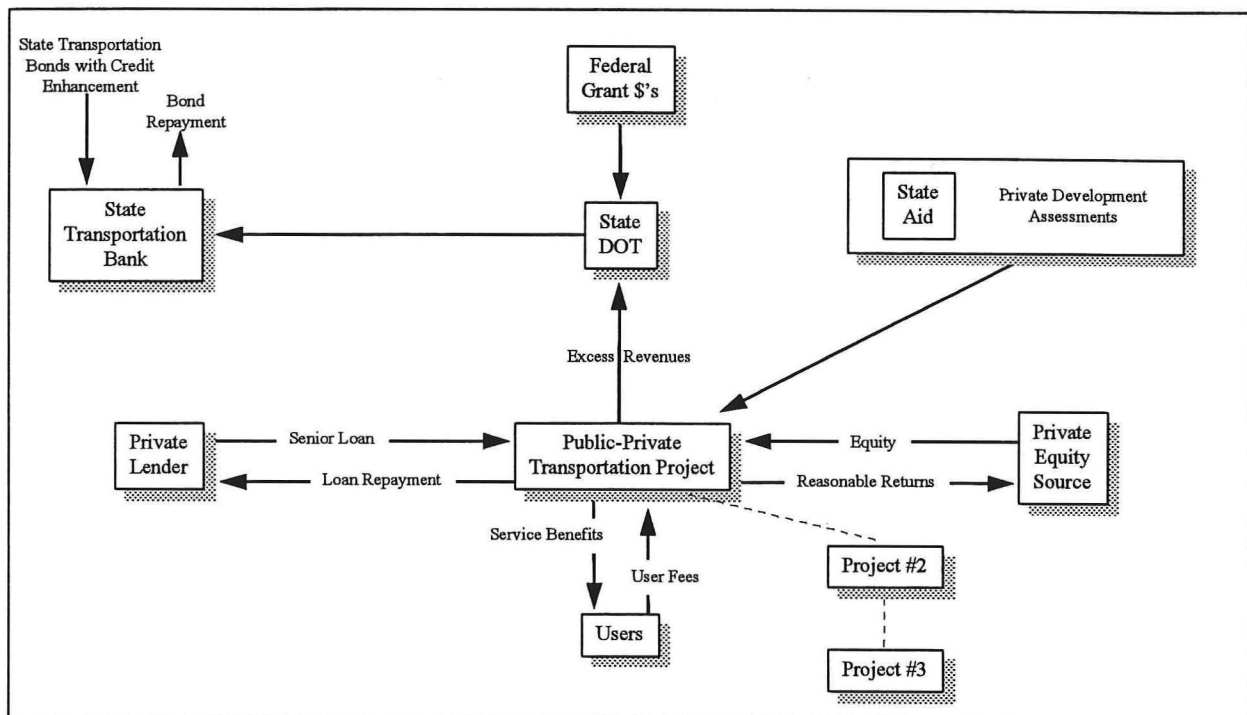 State Transportation
Bonds with Credit
Enhancement
Bond
Repayment
Federal
Grant $'s
State
Transportation
Bank
State
DOT
State
Aid
Private Development
Assessments
Excess Revenues
Private
Lender
Senior Loan
Loan Repayment
Public-Private
Transportation Project
Equity
Reasonable Returns
Private
Equity
Source
Service Benefits
User Fees
Users
Project #2
Project #3